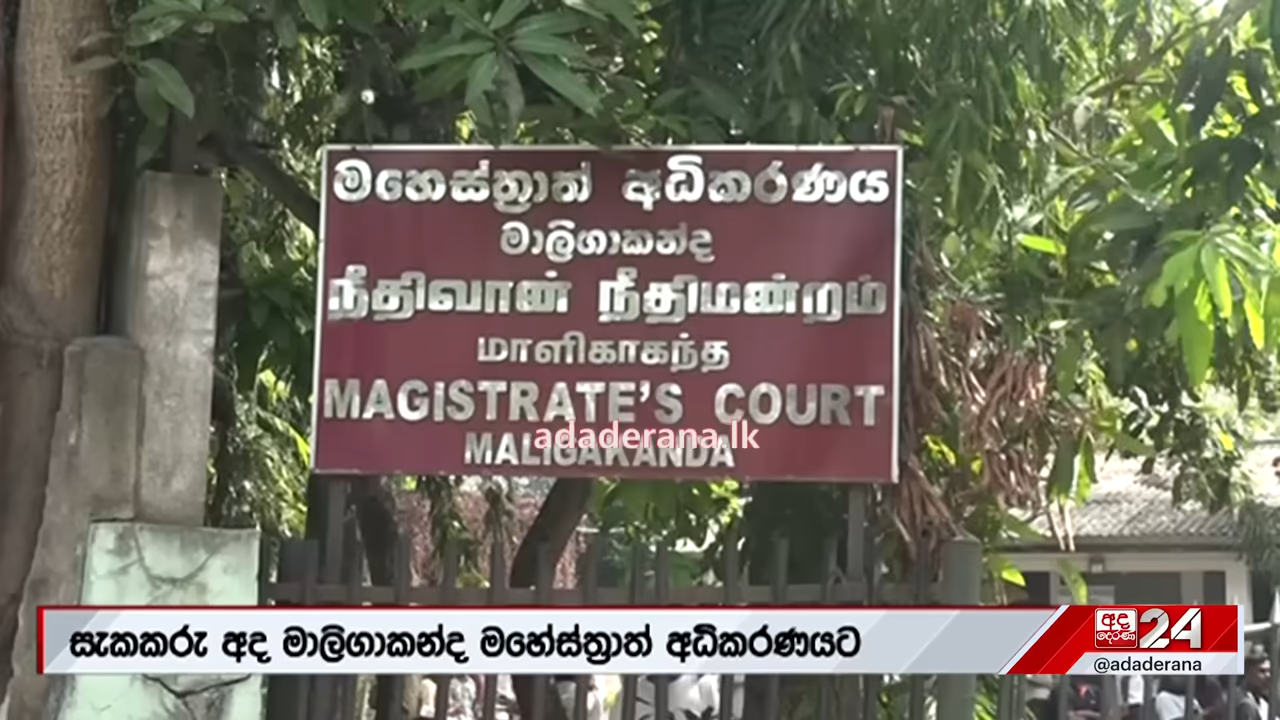 මහෙස්ත්‍රාත් අධිකරණය
මාලිගාකන්ද
நீதிவான் நீதிமன்றம்
மாளிகாகந்த
MAGISTRATE'S COURT
adaderana.lk
MALIGAKANDA
සැකකරු අද මාලිගාකන්ද මහේස්ත්‍රාත් අධිකරණයට
අද දෙරණ 24
@adaderana